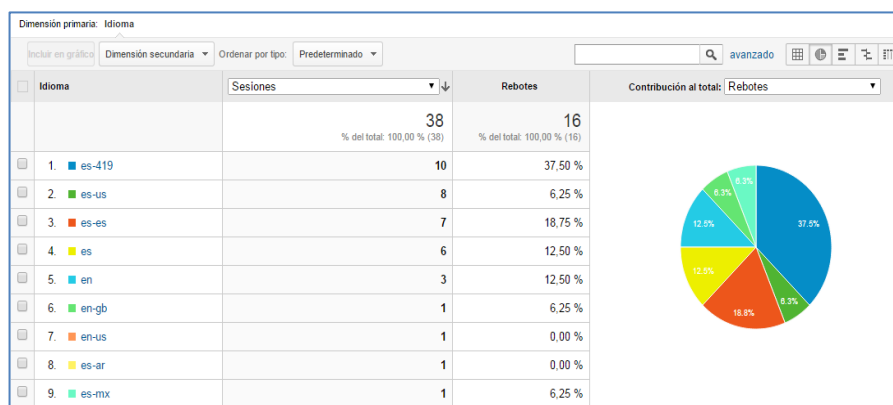 Dimensión primaria: Idioma
Incluir en gráfico Dimensión secundaria Ordenar por tipo: Predeterminado avanzado
Idioma Sesiones Rebotes Contribución al total: Rebotes
38 16
% del total: 100,00 % (38) % del total: 100,00 % (16)
1. es-419 10 37,50 %
2. es-us 8 6,25 %
3. es-es 7 18,75 %
4. es 6 12,50 %
5. en 3 12,50 %
6. en-gb 1 6,25 %
7. en-us 1 0,00 %
8. es-ar 1 0,00 %
9. es-mx 1 6,25 %
6.3%
6.3%
12.5%
37.5%
12.5%
6.3%
18.8%